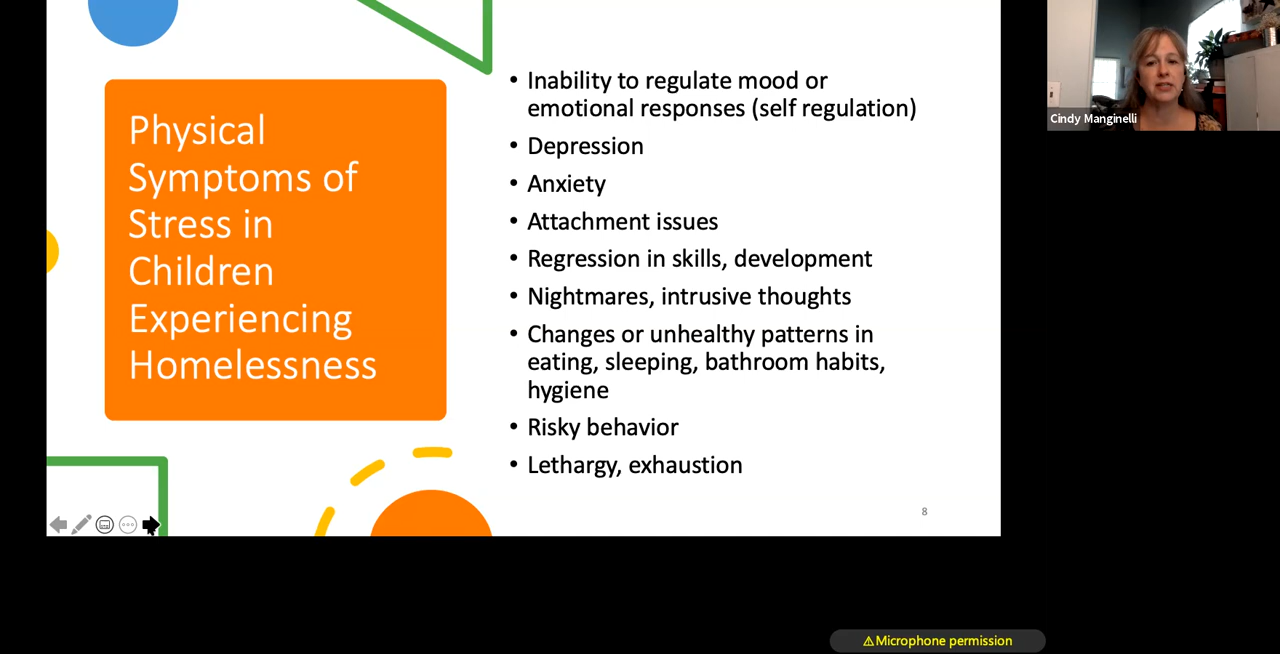 Physical
Symptoms of
Stress in
Children
Experiencing
Homelessness
• Inability to regulate mood or
emotional responses (self regulation)
• Depression
• Anxiety
• Attachment issues
• Regression in skills, development
• Nightmares, intrusive thoughts
• Changes or unhealthy patterns in
eating, sleeping, bathroom habits,
hygiene
• Risky behavior
• Lethargy, exhaustion
8
Cindy Manginelli
⚠Microphone permission